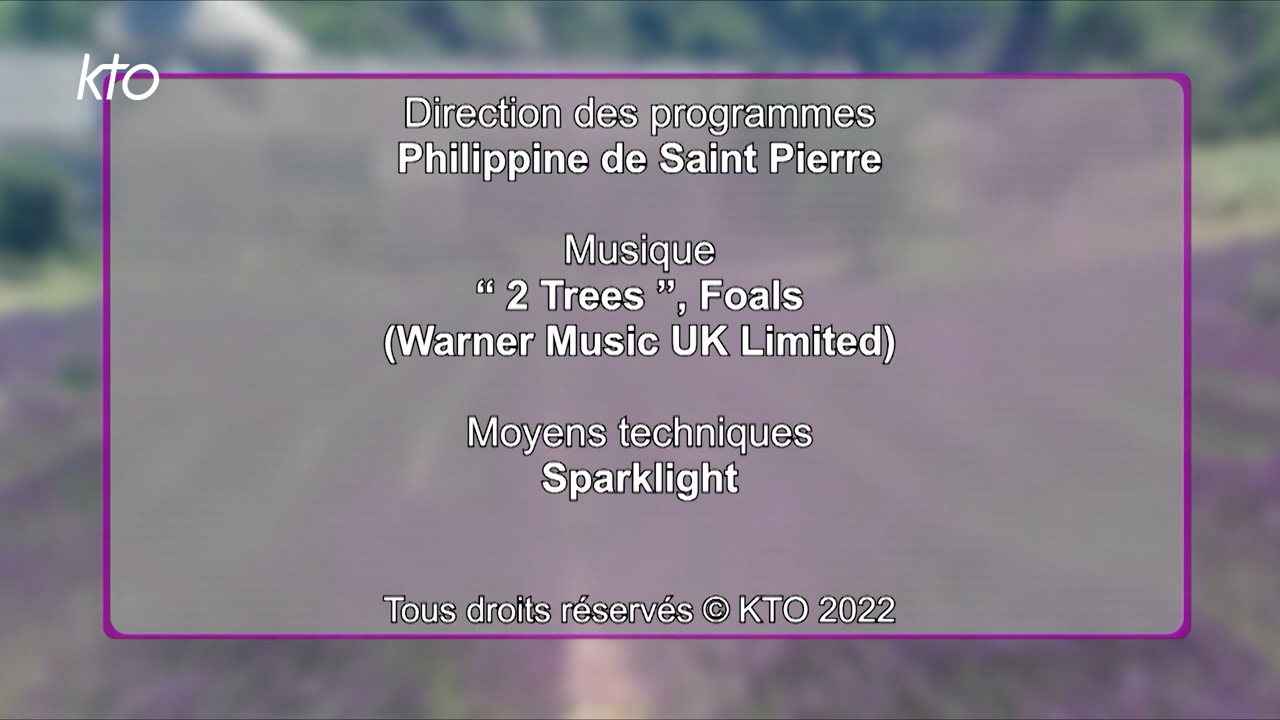 kto
Direction des programmes
Philippine de Saint Pierre
Musique
“ 2 Trees ”, Foals
(Warner Music UK Limited)
Moyens techniques
Sparklight
Tous droits réservés © KTO 2022